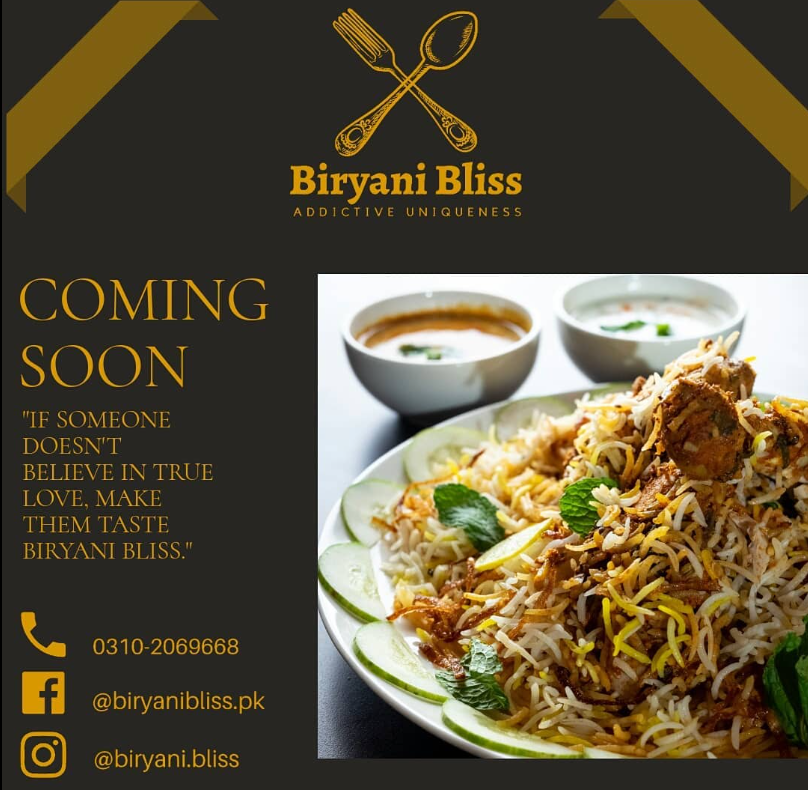 Biryani Bliss
ADDICTIVE UNIQUENESS
COMING
SOON
"IF SOMEONE
DOESN'T
BELIEVE IN TRUE
LOVE, MAKE
THEM TASTE
BIRYANI BLISS."
0310-2069668
@biryanibliss.pk
@biryani.bliss